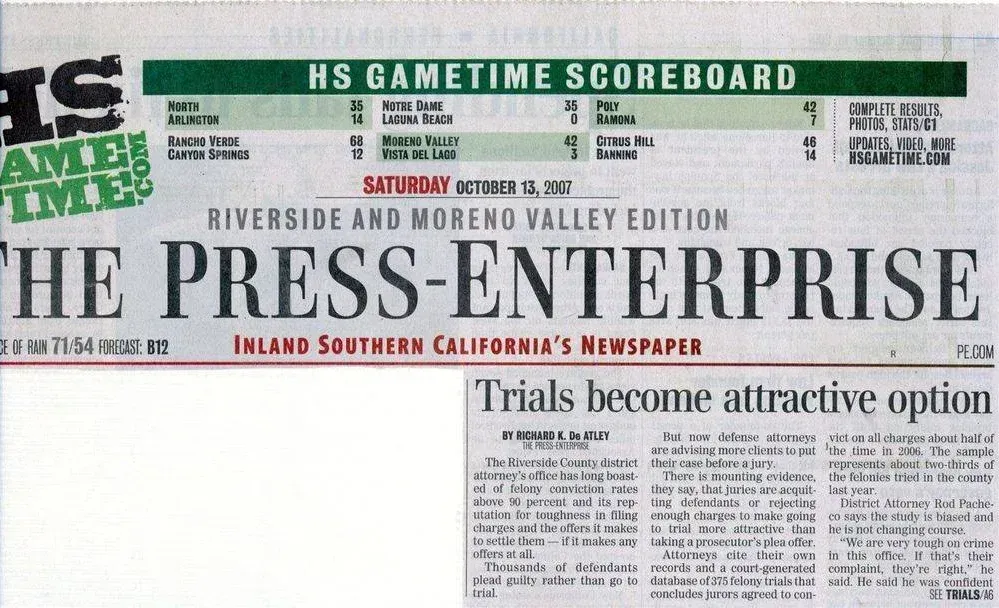 HS GAMETIME SCOREBOARD
NORTH 35
ARLINGTON 14
RANCHO VERDE 68
CANYON SPRINGS 12
NOTRE DAME 35
LAGUNA BEACH 0
MORENO VALLEY 42
VISTA DEL LAGO 3
POLY 42
RAMONA 7
CITRUS HILL 46
BANNING 14
COMPLETE RESULTS,
PHOTOS, STATS/C1
UPDATES, VIDEO, MORE
HSGAMETIME.COM
HS
AME
IME.COM
SATURDAY OCTOBER 13, 2007
RIVERSIDE AND MORENO VALLEY EDITION
HE PRESS-ENTERPRISE
CE OF RAIN 71/54 FORECAST: B12
INLAND SOUTHERN CALIFORNIA'S NEWSPAPER
R
PE.COM
Trials become attractive option
BY RICHARD K. De ATLEY
THE PRESS-ENTERPRISE
The Riverside County district
attorney's office has long boast-
ed of felony conviction rates
above 90 percent and its rep-
utation for toughness in filing
charges and the offers it makes
to settle them — if it makes any
offers at all.
Thousands of defendants
plead guilty rather than go to
trial.
But now defense attorneys
are advising more clients to put
their case before a jury.
There is mounting evidence,
they say, that juries are acquit-
ting defendants or rejecting
enough charges to make going
to trial more attractive than
taking a prosecutor's plea offer.
Attorneys cite their own
records and a court-generated
database of 375 felony trials that
concludes jurors agreed to con-
vict on all charges about half of
the time in 2006. The sample
represents about two-thirds of
the felonies tried in the county
last year.
District Attorney Rod Pache-
co says the study is biased and
he is not changing course.
"We are very tough on crime
in this office. If that's their
complaint, they're right," he
said. He said he was confident
SEE TRIALS/A6